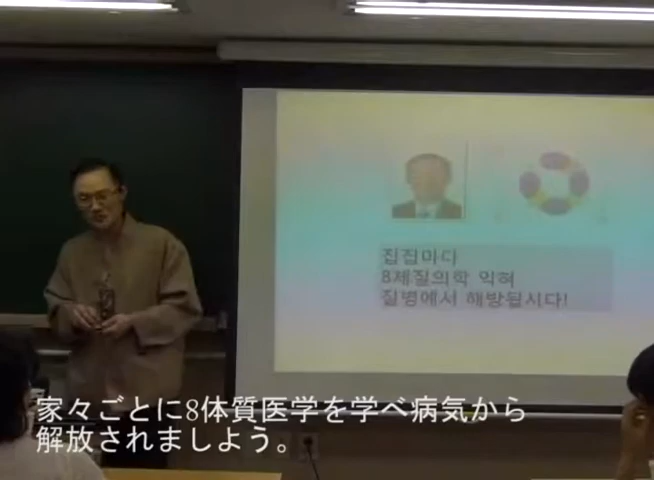 집집마다
8체질의학 익혀
질병에서 해방됩시다!
家々ごとに8体質医学を学べ病気から
解放されましょう。